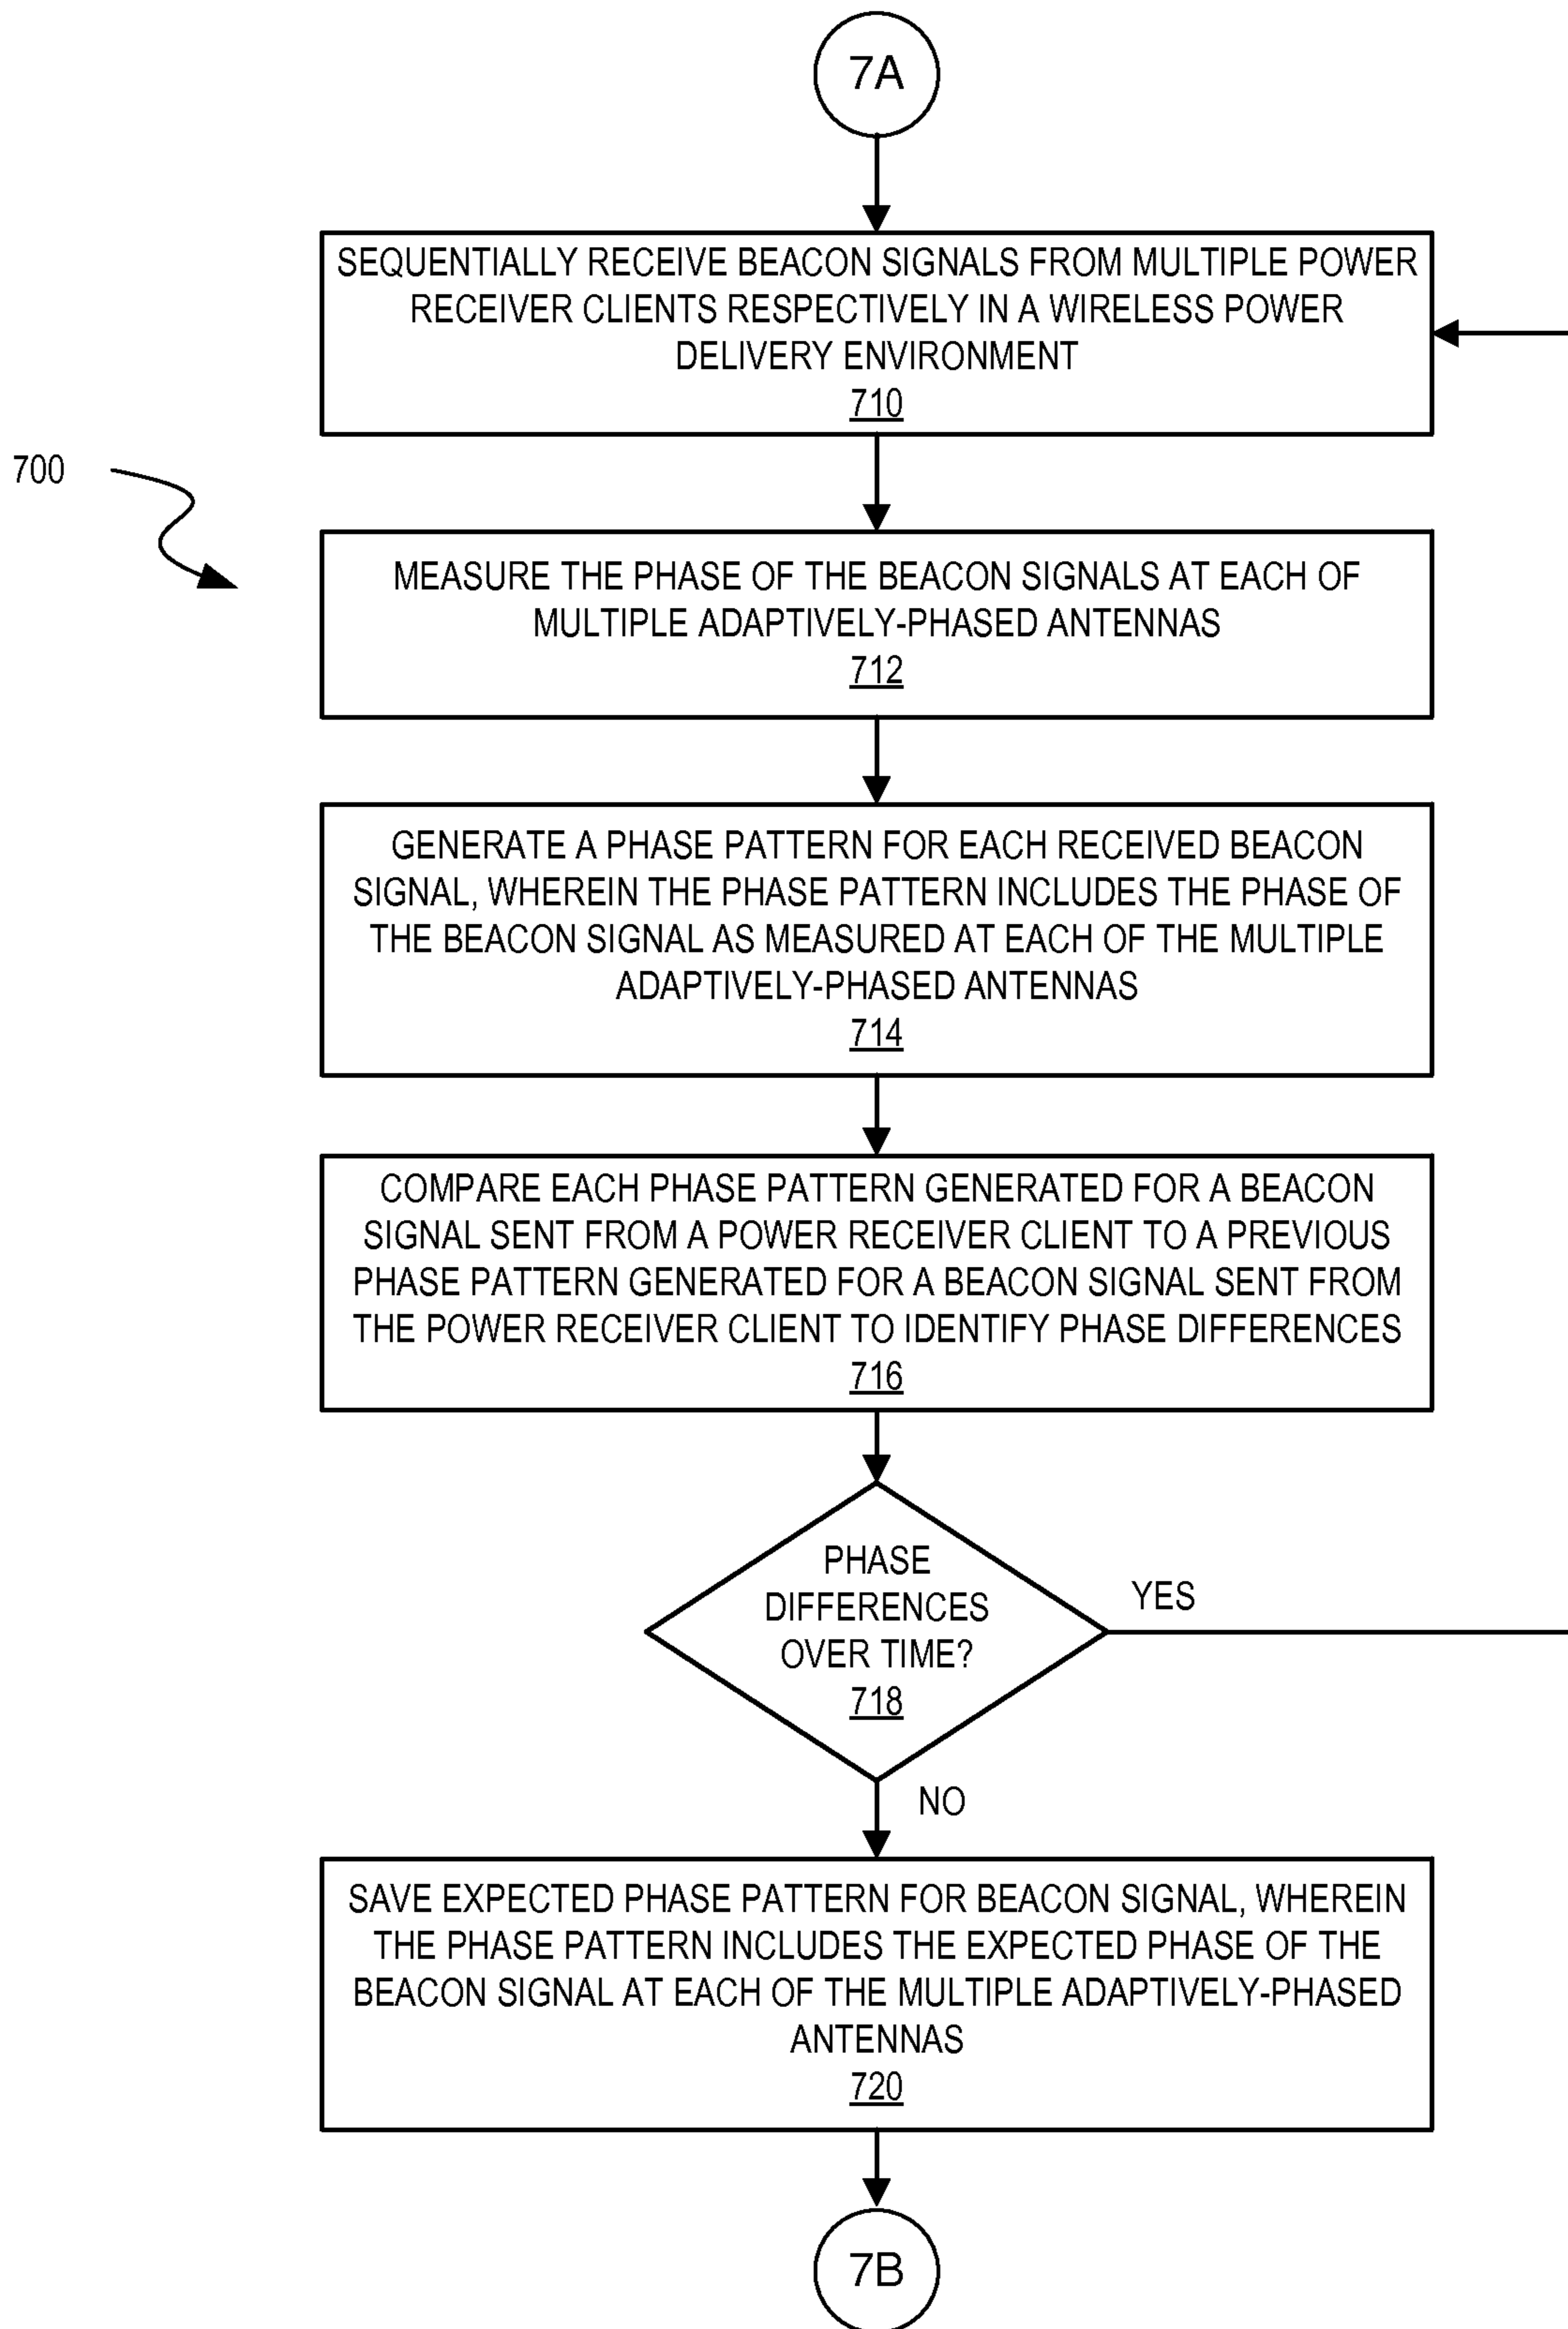 7A
SEQUENTIALLY RECEIVE BEACON SIGNALS FROM MULTIPLE POWER
RECEIVER CLIENTS RESPECTIVELY IN A WIRELESS POWER
DELIVERY ENVIRONMENT
710
700
MEASURE THE PHASE OF THE BEACON SIGNALS AT EACH OF
MULTIPLE ADAPTIVELY-PHASED ANTENNAS
712
GENERATE A PHASE PATTERN FOR EACH RECEIVED BEACON
SIGNAL, WHEREIN THE PHASE PATTERN INCLUDES THE PHASE OF
THE BEACON SIGNAL AS MEASURED AT EACH OF THE MULTIPLE
ADAPTIVELY-PHASED ANTENNAS
714
COMPARE EACH PHASE PATTERN GENERATED FOR A BEACON
SIGNAL SENT FROM A POWER RECEIVER CLIENT TO A PREVIOUS
PHASE PATTERN GENERATED FOR A BEACON SIGNAL SENT FROM
THE POWER RECEIVER CLIENT TO IDENTIFY PHASE DIFFERENCES
716
PHASE
DIFFERENCES
OVER TIME?
718
YES
NO
SAVE EXPECTED PHASE PATTERN FOR BEACON SIGNAL, WHEREIN
THE PHASE PATTERN INCLUDES THE EXPECTED PHASE OF THE
BEACON SIGNAL AT EACH OF THE MULTIPLE ADAPTIVELY-PHASED
ANTENNAS
720
7B